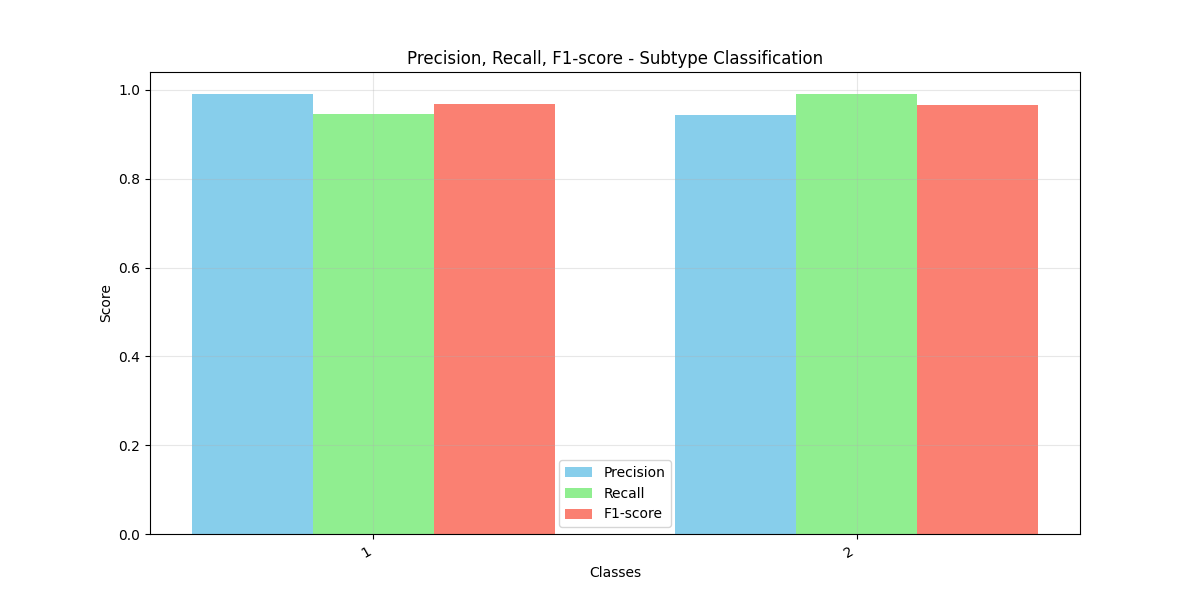 Precision, Recall, F1-score - Subtype Classification
1.0
0.8
0.6
0.4
0.2
0.0
Score
Precision
Recall
F1-score
1
2
Classes